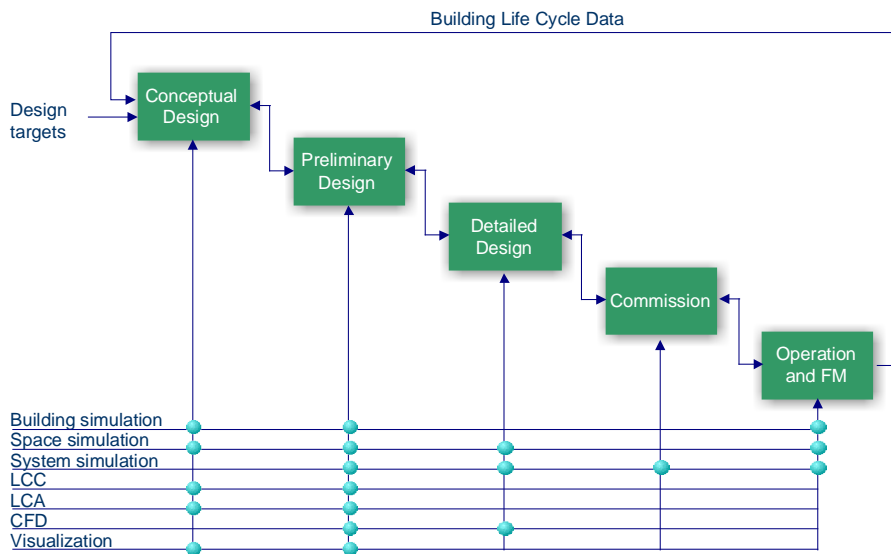 Building Life Cycle Data
Design
targets
Conceptual
Design
Preliminary
Design
Detailed
Design
Commission
Operation
and FM
Building simulation
Space simulation
System simulation
LCC
LCA
CFD
Visualization